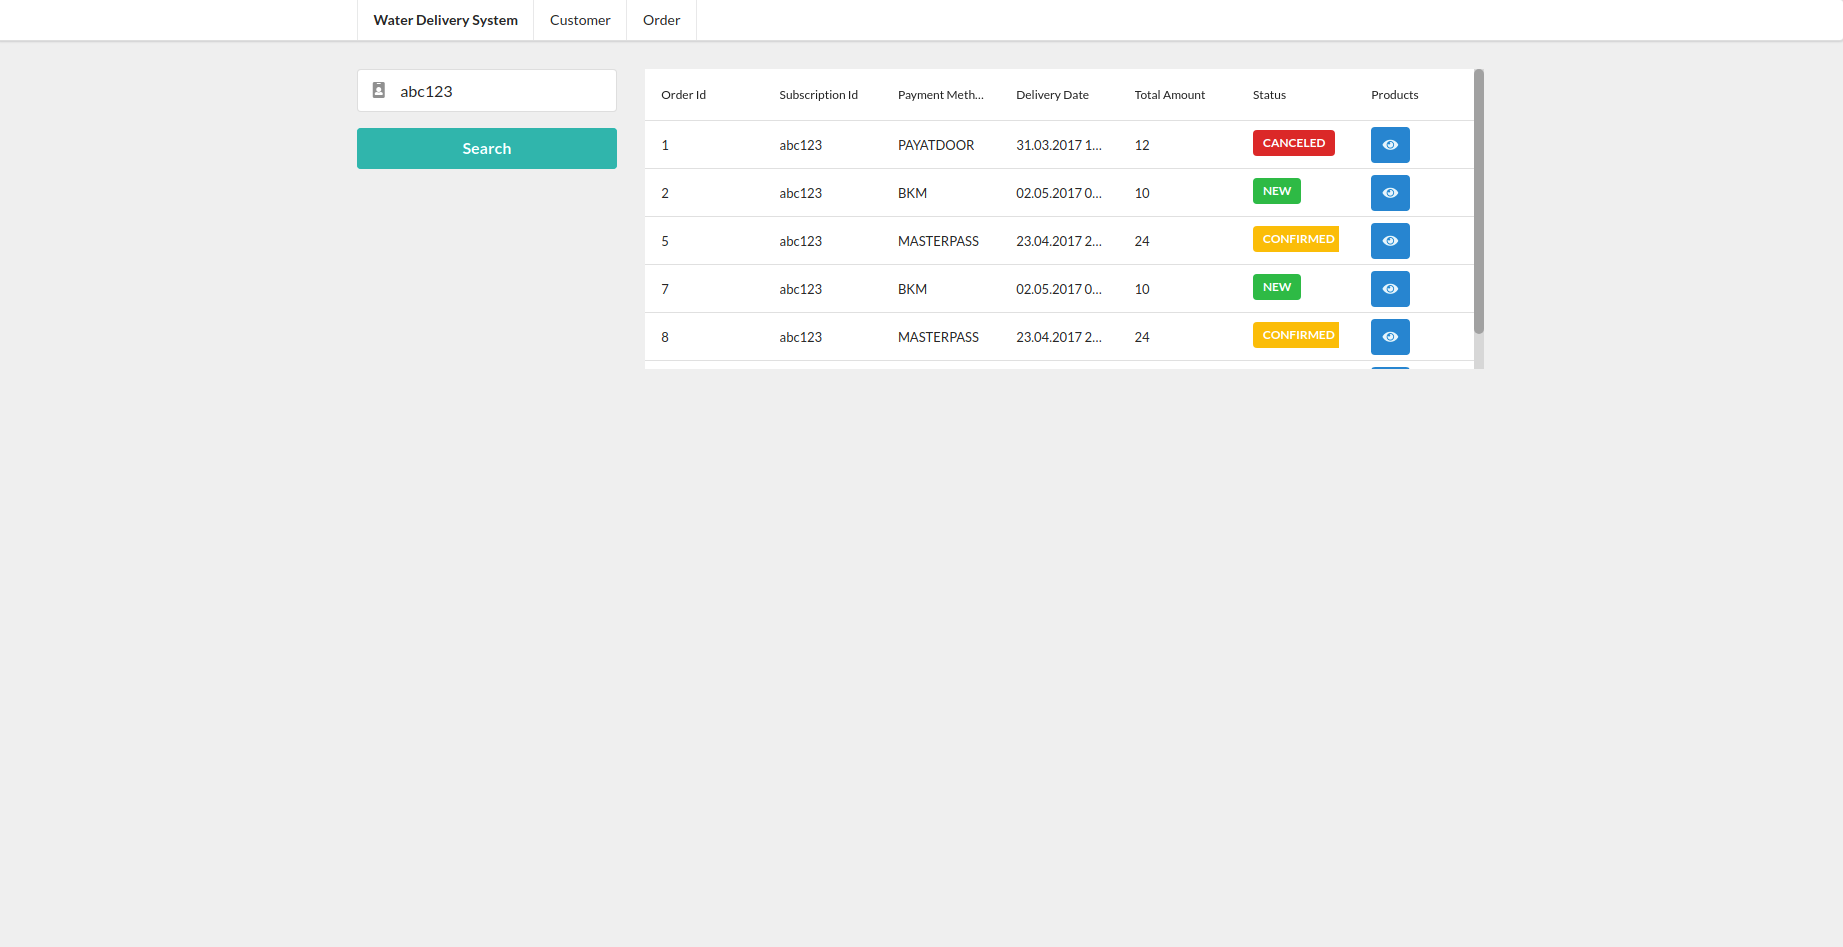 Water Delivery System Customer Order
abc123
Search
Order Id Subscription Id Payment Meth... Delivery Date Total Amount Status Products
1 abc123 PAYATDOOR 31.03.2017 1... 12 CANCELED
2 abc123 BKM 02.05.2017 0... 10 NEW
5 abc123 MASTERPASS 23.04.2017 2... 24 CONFIRMED
7 abc123 BKM 02.05.2017 0... 10 NEW
8 abc123 MASTERPASS 23.04.2017 2... 24 CONFIRMED